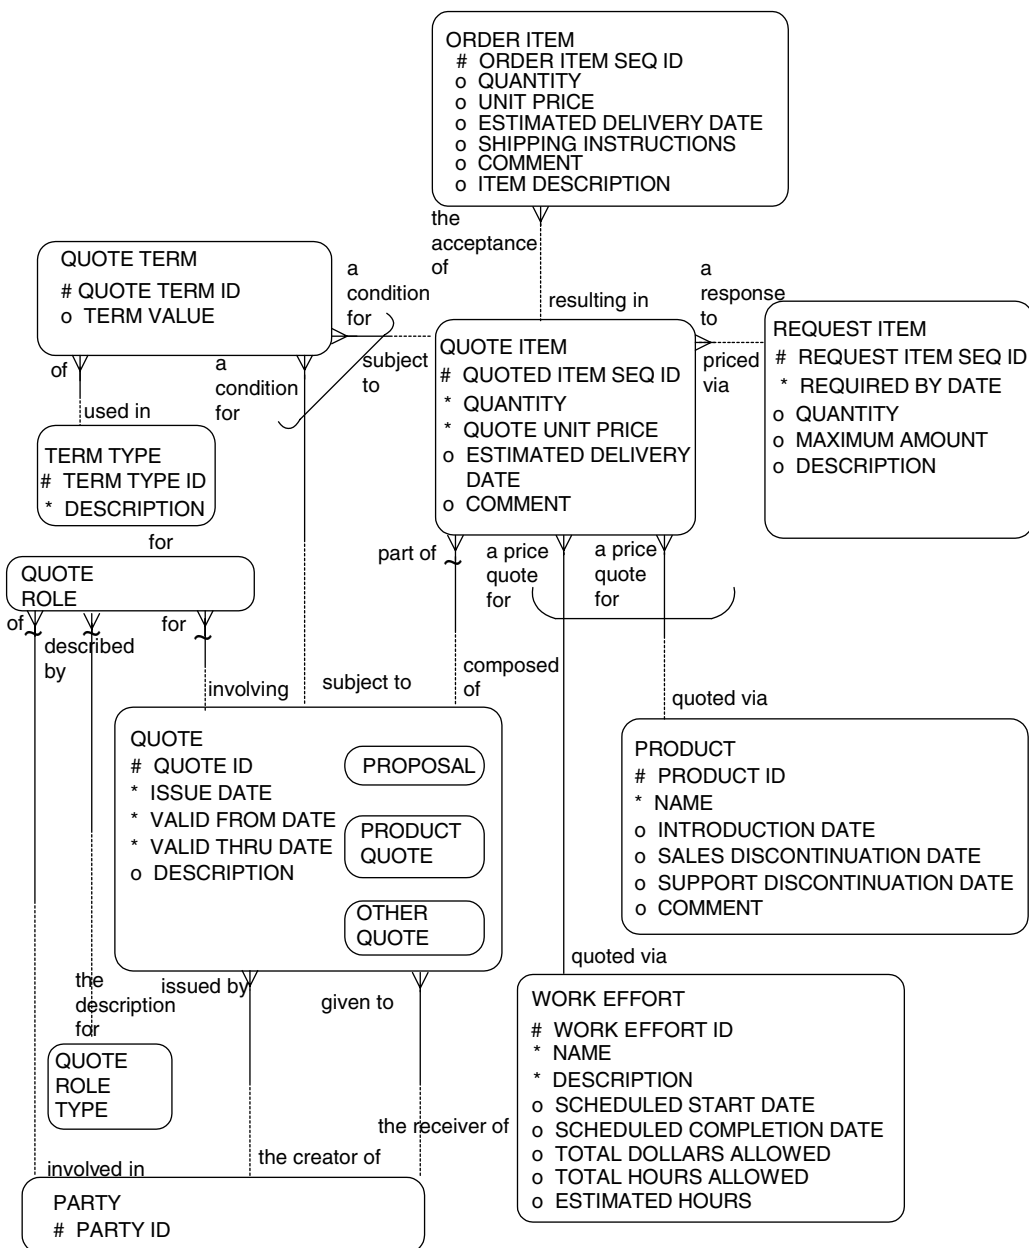 ORDER ITEM
# ORDER ITEM SEQ ID
o QUANTITY
o UNIT PRICE
o ESTIMATED DELIVERY DATE
o SHIPPING INSTRUCTIONS
o COMMENT
o ITEM DESCRIPTION
the
acceptance
of
resulting in
QUOTE TERM
# QUOTE TERM ID
o TERM VALUE
a
condition
for
subject
to
a
response
to
priced
via
REQUEST ITEM
# REQUEST ITEM SEQ ID
* REQUIRED BY DATE
o QUANTITY
o MAXIMUM AMOUNT
o DESCRIPTION
QUOTE ITEM
# QUOTED ITEM SEQ ID
* QUANTITY
* QUOTE UNIT PRICE
o ESTIMATED DELIVERY
DATE
o COMMENT
of
used in
a
condition
for
TERM TYPE
# TERM TYPE ID
* DESCRIPTION
for
QUOTE
ROLE
of
described
by
for
involving
subject to
part of
composed
of
a price
quote
for
a price
quote
for
quoted via
QUOTE
# QUOTE ID
* ISSUE DATE
* VALID FROM DATE
* VALID THRU DATE
o DESCRIPTION
PROPOSAL
PRODUCT
QUOTE
OTHER
QUOTE
PRODUCT
# PRODUCT ID
* NAME
o INTRODUCTION DATE
o SALES DISCONTINUATION DATE
o SUPPORT DISCONTINUATION DATE
o COMMENT
quoted via
issued by
given to
the
description
for
QUOTE
ROLE
TYPE
WORK EFFORT
# WORK EFFORT ID
* NAME
* DESCRIPTION
o SCHEDULED START DATE
o SCHEDULED COMPLETION DATE
o TOTAL DOLLARS ALLOWED
o TOTAL HOURS ALLOWED
o ESTIMATED HOURS
the receiver of
the creator of
involved in
PARTY
# PARTY ID